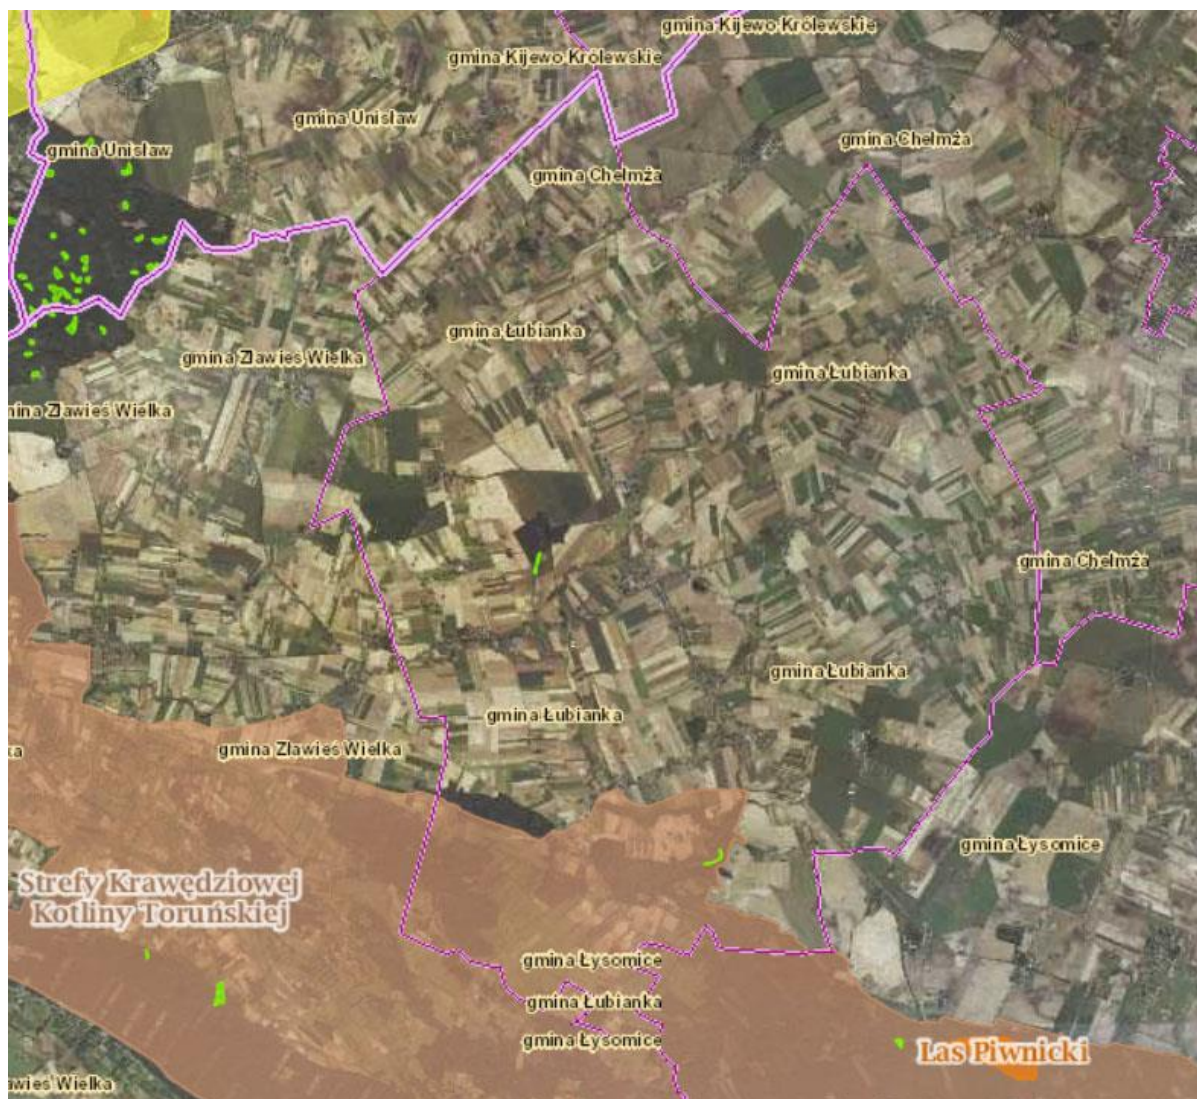 gmina Kijewo Królewskie
gmina Kijewo Królewskie
gmina Unisław
gmina Unisław
gmina Chełmża
gmina Chełmża
gmina Łubianka
gmina Zławieś Wielka
gmina Łubianka
mina Zławieś Wielka
gmina Chełmża
gmina Łubianka
gmina Łubianka
gmina Zławieś Wielka
ka
gmina Łysomice
Strefy Krawędziowej
Kotliny Toruńskiej
gmina Łysomice
gmina Łubianka
gmina Łysomice
Las Piwnicki
awieś Wielka